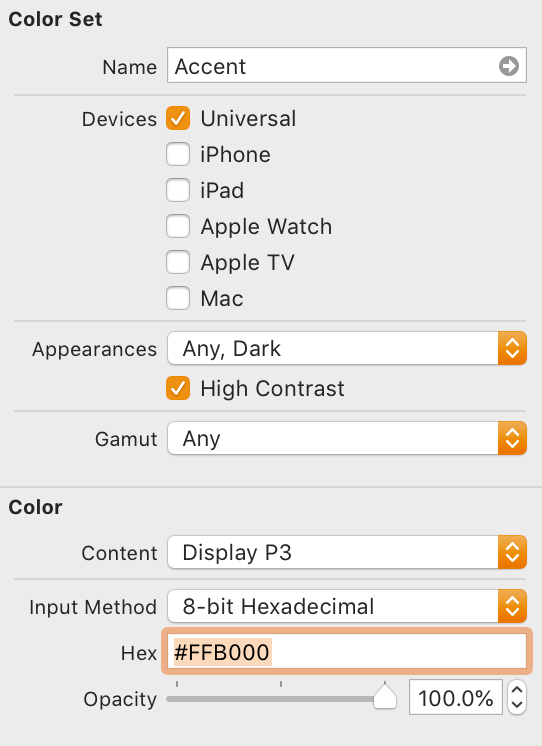 Color Set
Name Accent
Devices Universal
iPhone
iPad
Apple Watch
Apple TV
Mac
Appearances Any, Dark
High Contrast
Gamut Any
Color
Content Display P3
Input Method 8-bit Hexadecimal
Hex #FFB000
Opacity 100.0%